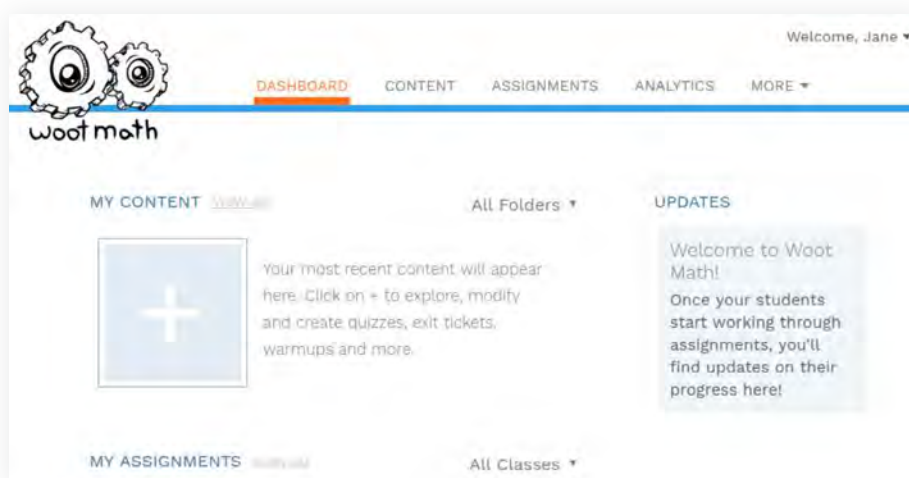 Welcome, Jane
DASHBOARD CONTENT ASSIGNMENTS ANALYTICS MORE
woot math
MY CONTENT All Folders
UPDATES
Welcome to Woot
Math!
Once your students
start working through
assignments, you'll
find updates on their
progress here!
Your most recent content will appear
here. Click on + to explore, modify
and create quizzes, exit tickets,
warmups and more.
MY ASSIGNMENTS All Classes